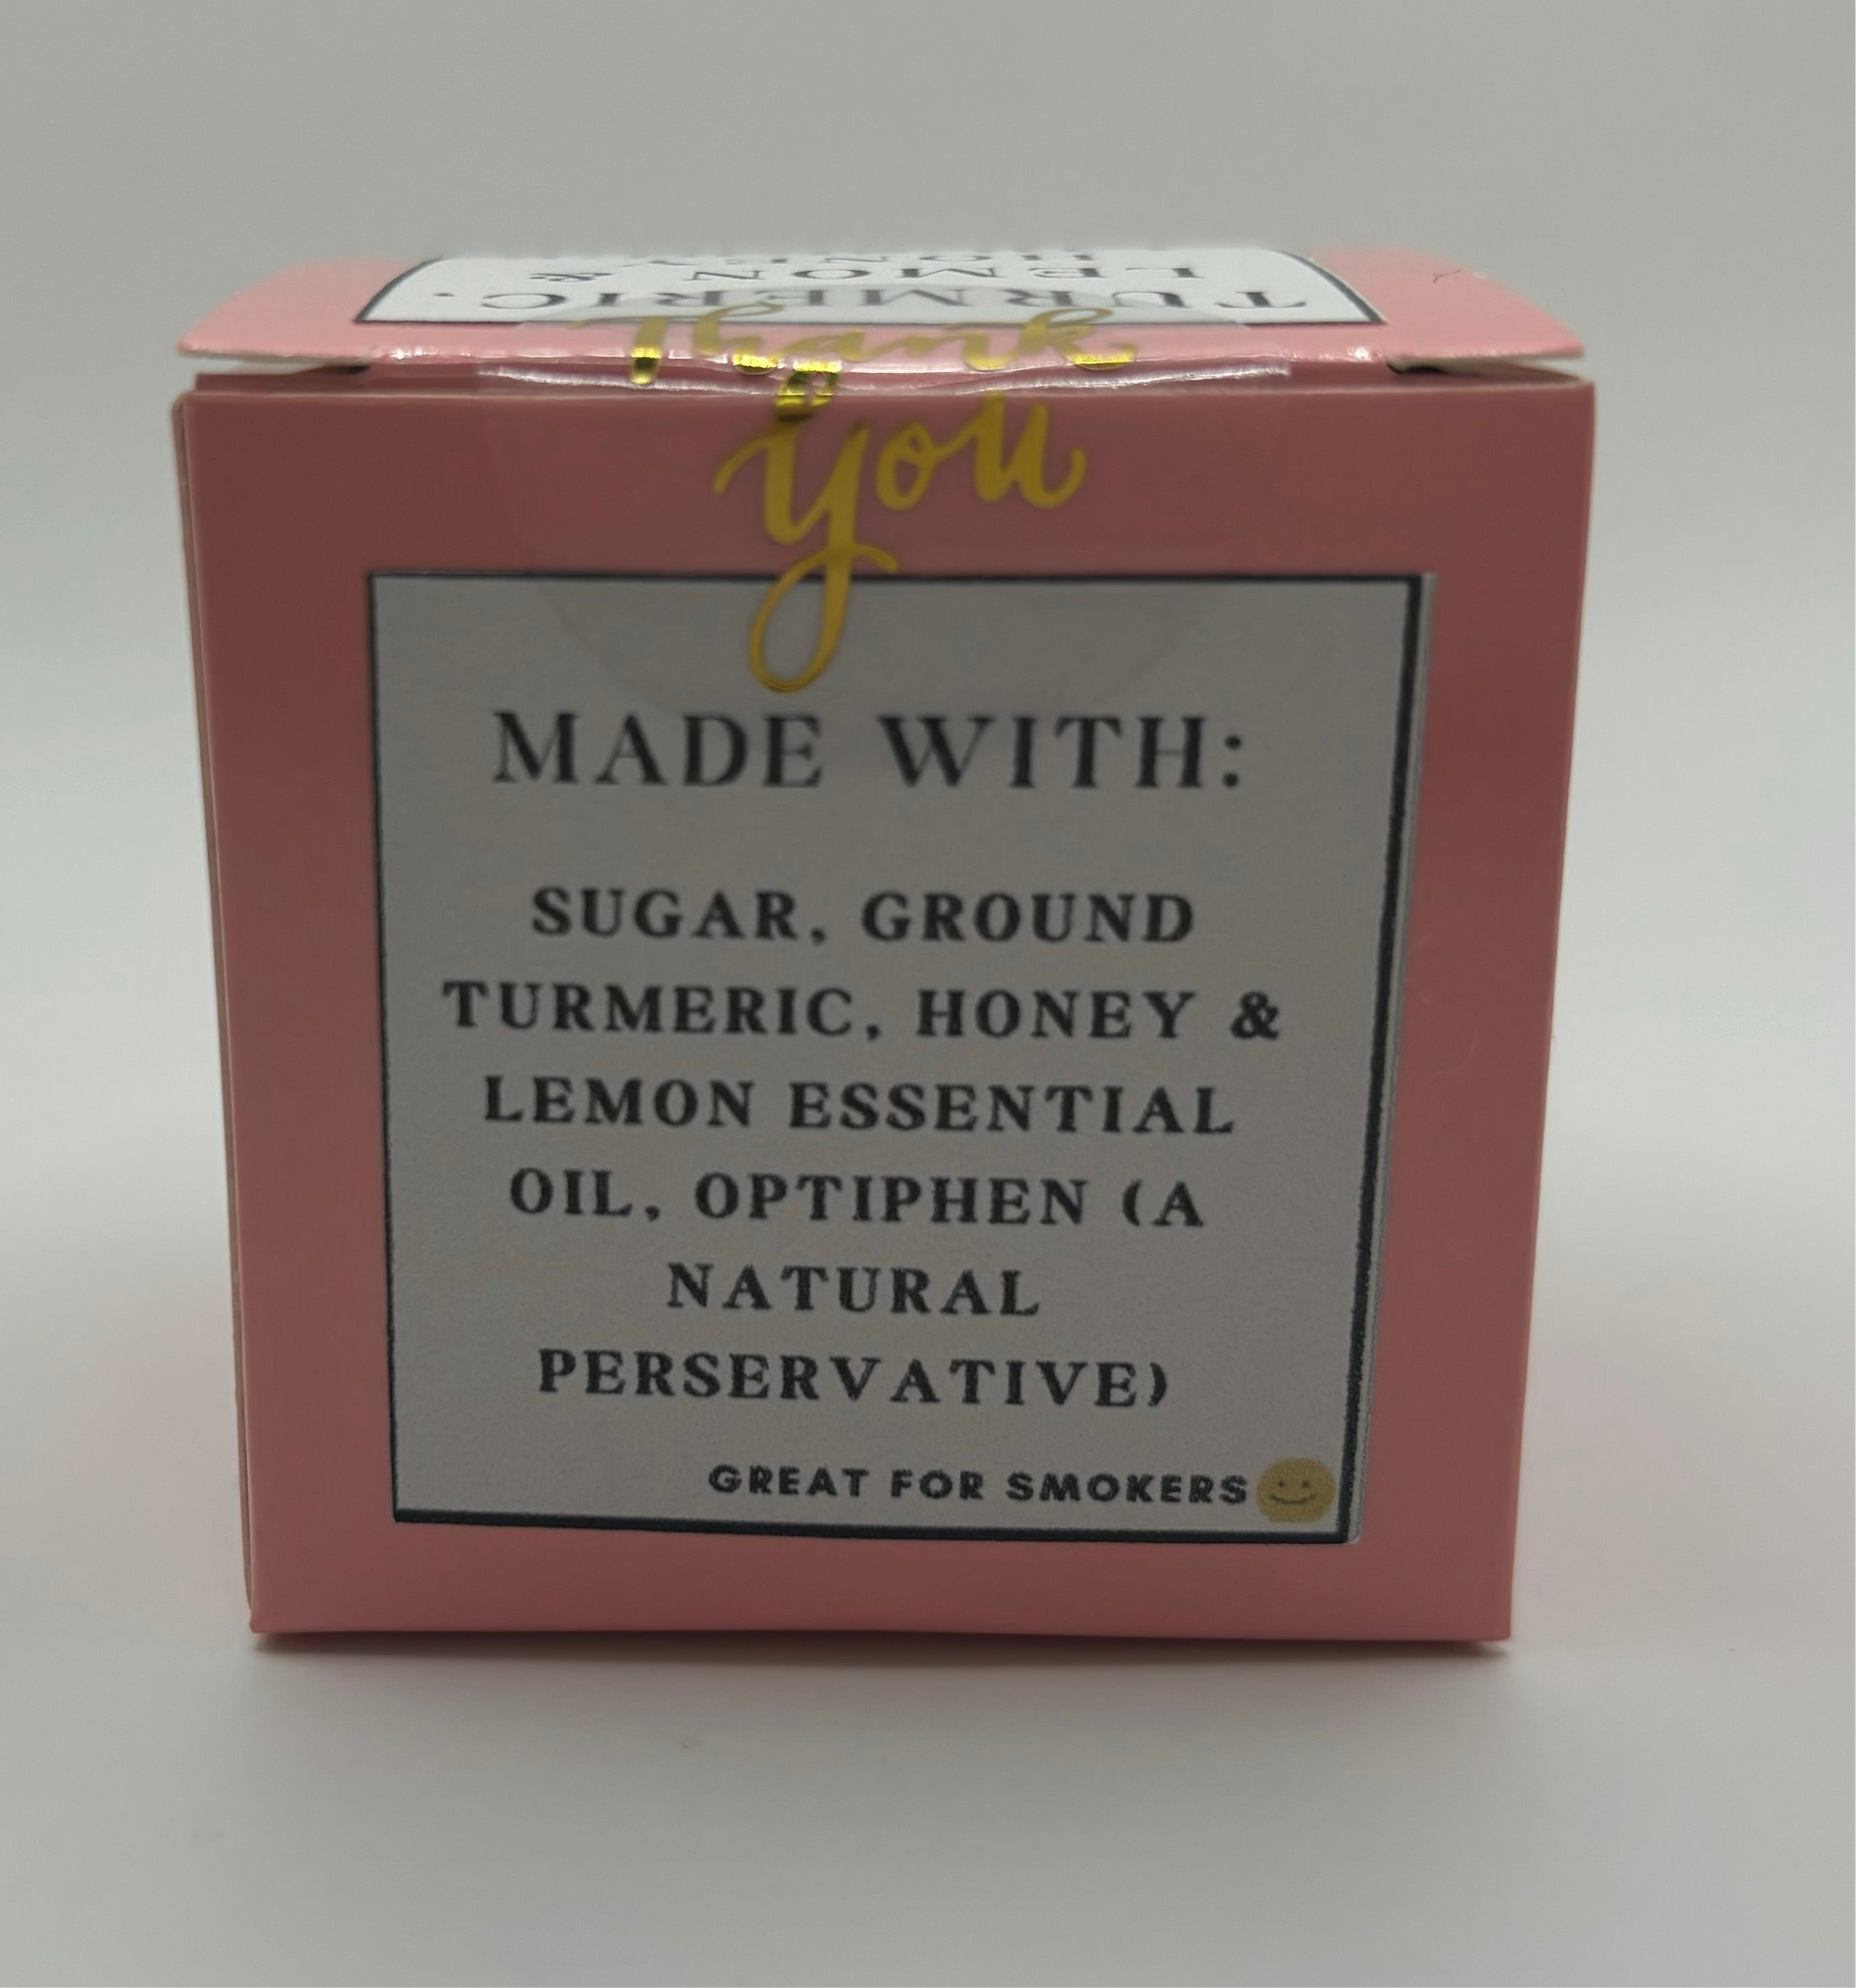 TURMERIC,
LEMON &
HONEY
Thank
you
MADE WITH:
SUGAR, GROUND
TURMERIC, HONEY &
LEMON ESSENTIAL
OIL, OPTIPHEN (A
NATURAL
PERSERVATIVE)
GREAT FOR SMOKERS